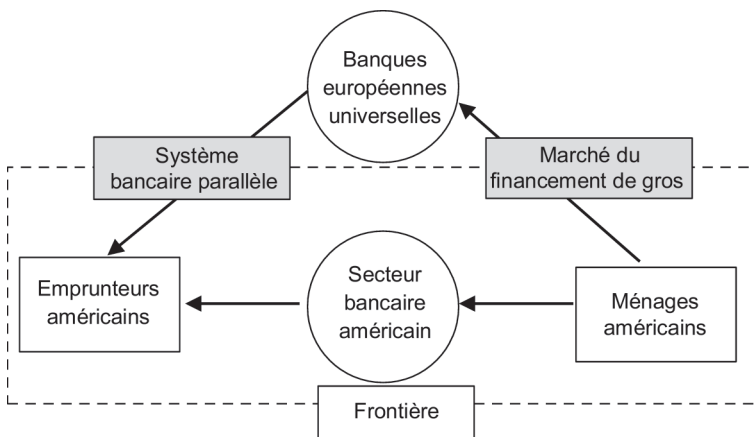 Banques
européennes
universelles
Système
bancaire parallèle
Marché du
financement de gros
Emprunteurs
américains
Secteur
bancaire
américain
Ménages
américains
Frontière